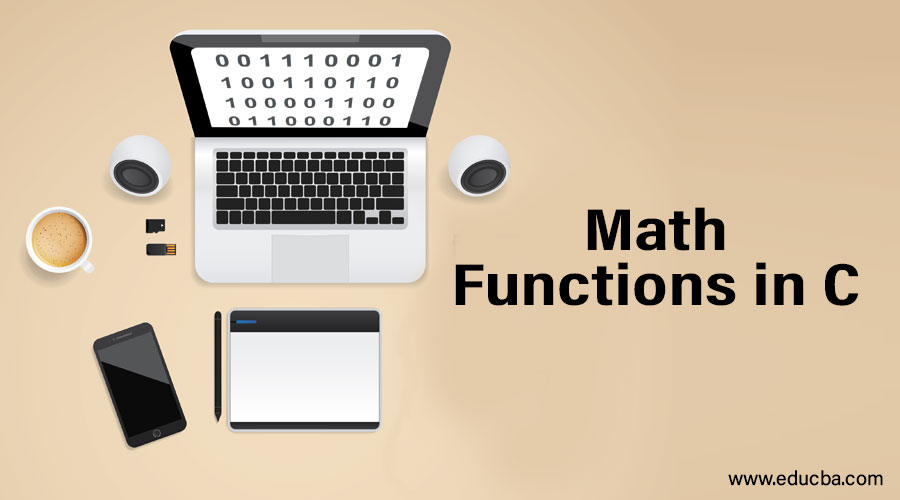 0 0 1 1 1 0 0 0 1
1 0 0 1 1 0 1 1 0
1 0 0 0 0 0 1 1 0 0
0 1 1 0 0 0 1 1 0
Math
Functions in C
www.educba.com